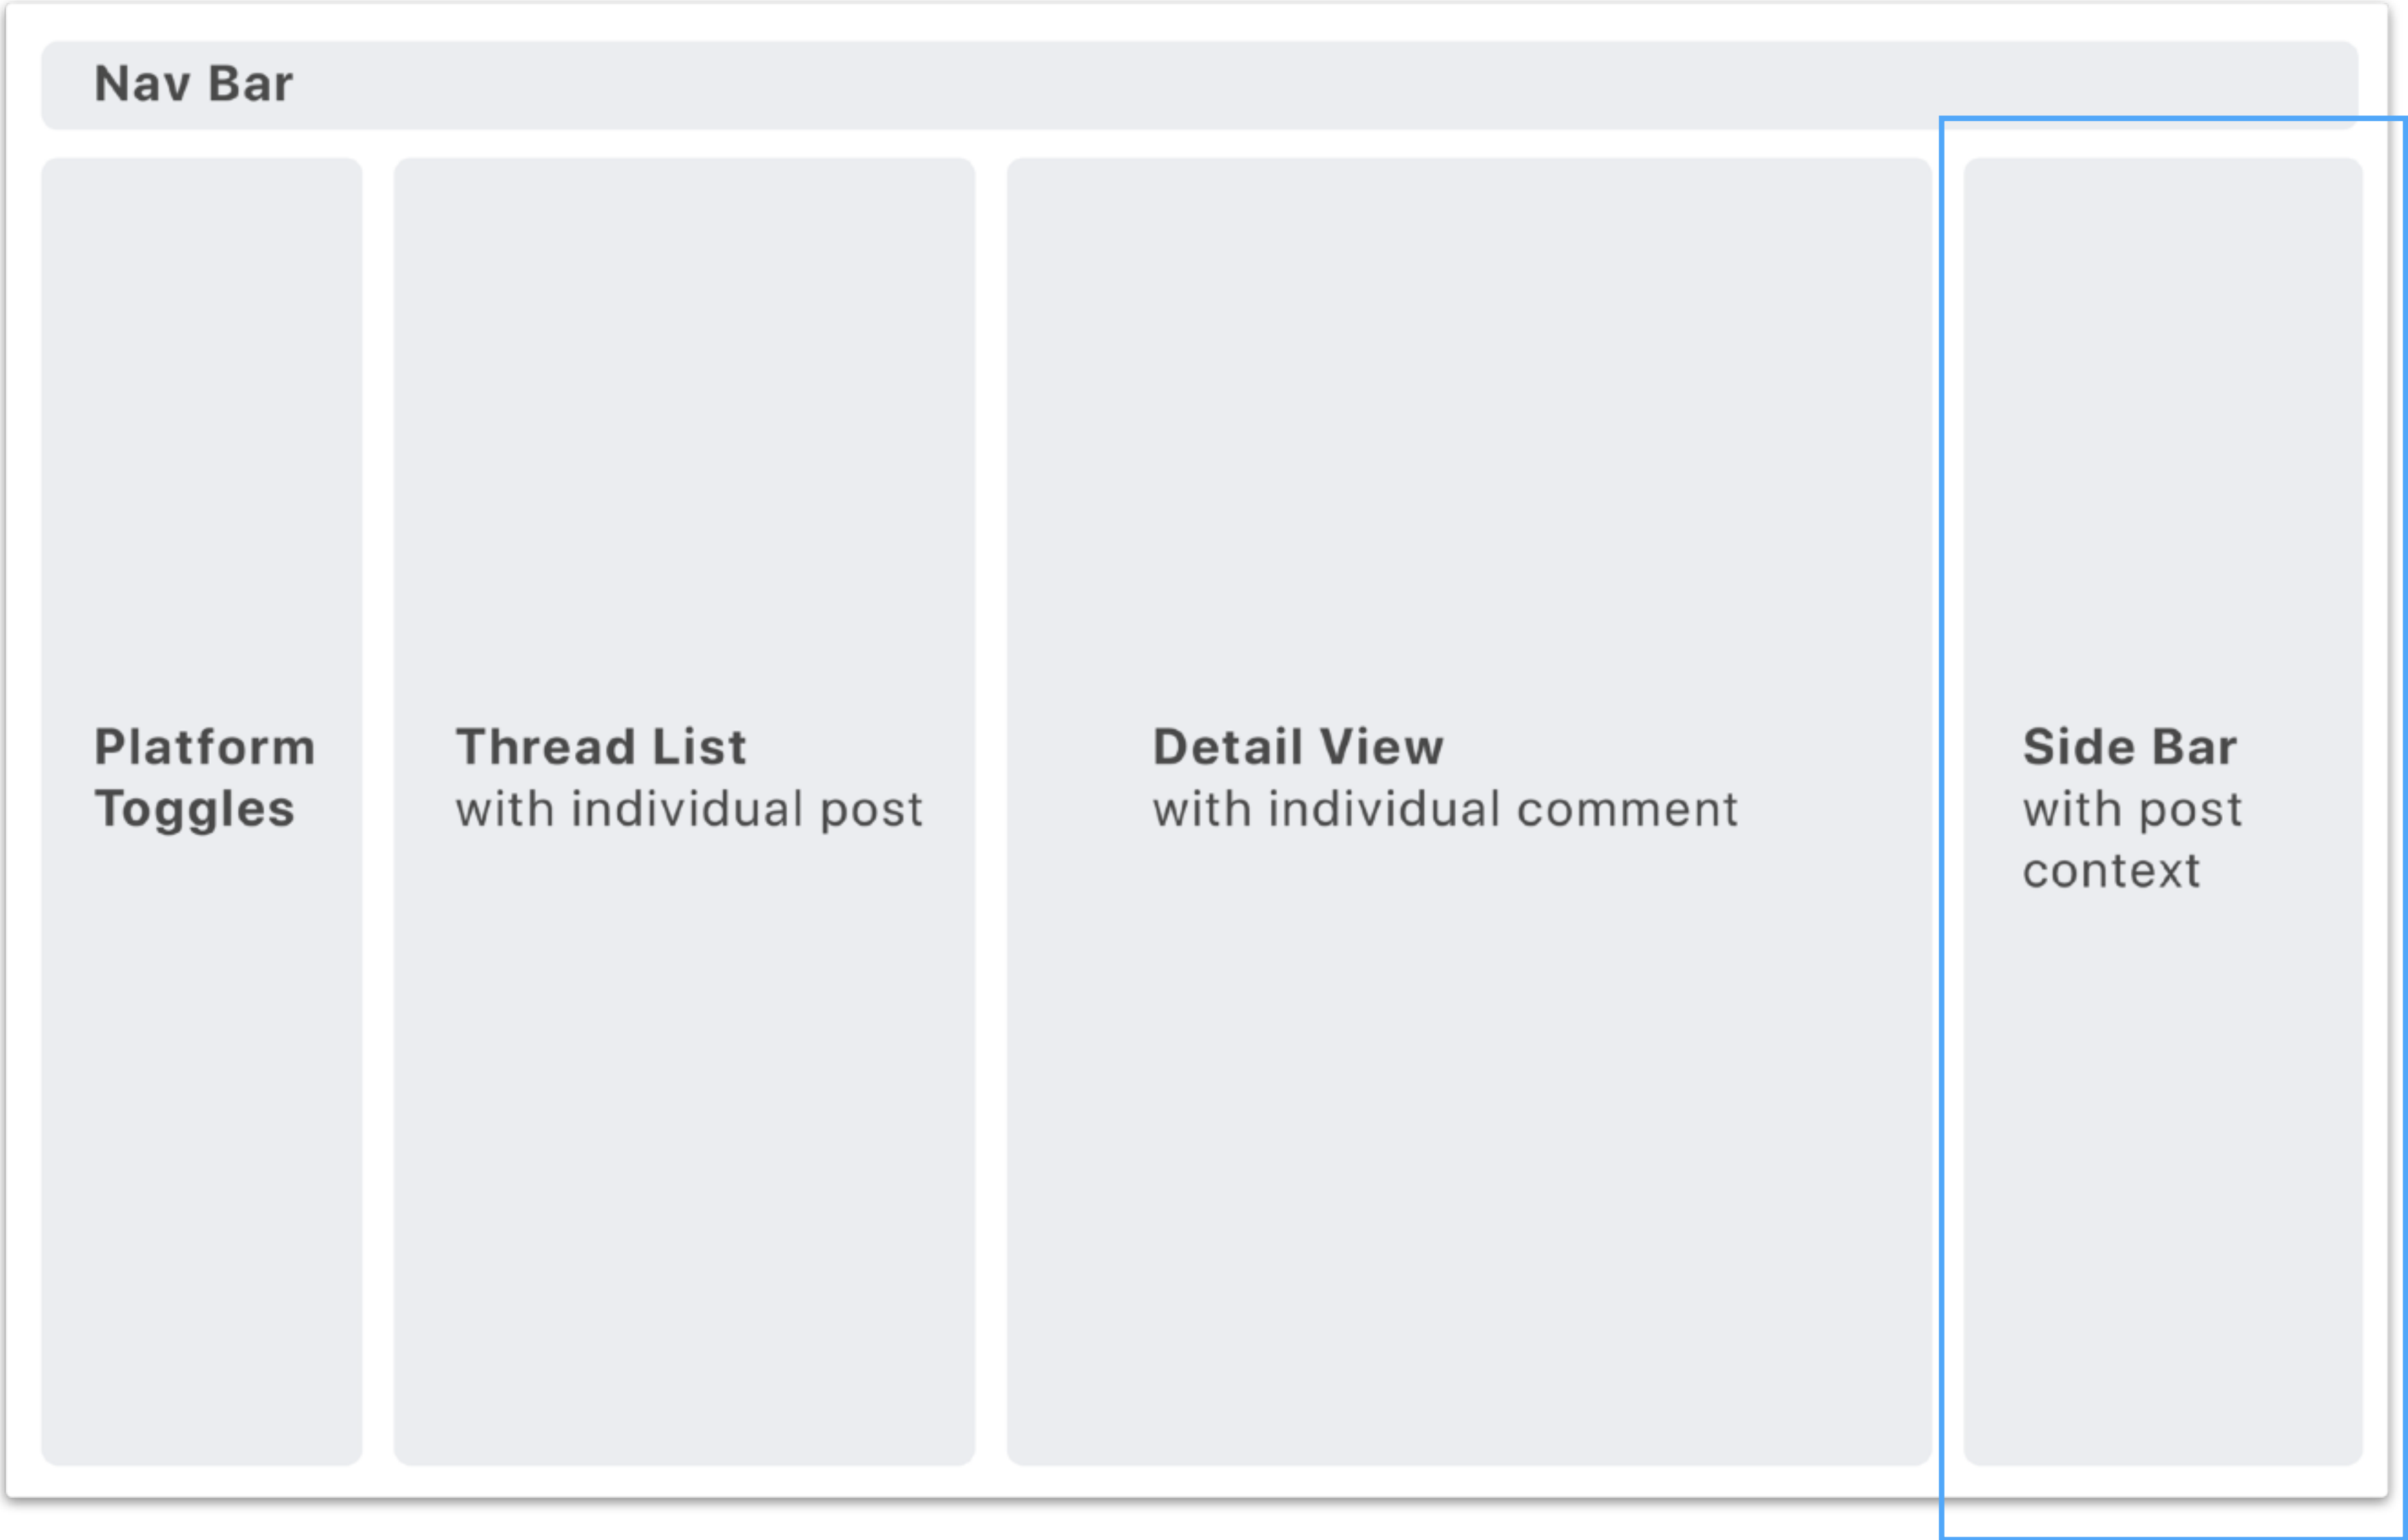 Nav Bar
Platform
Toggles
Thread List
with individual post
Detail View
with individual comment
Side Bar
with post
context